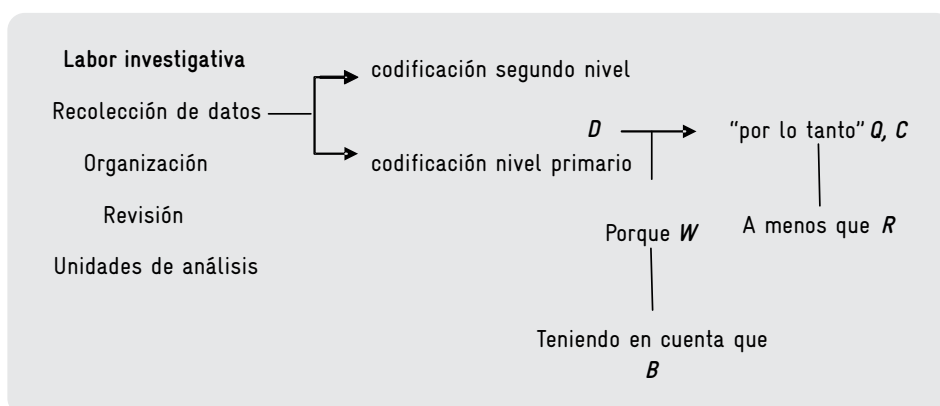 Labor investigativa
Recolección de datos
Organización
Revisión
Unidades de análisis
codificación segundo nivel
codificación nivel primario
D
“por lo tanto” Q, C
Porque W
A menos que R
Teniendo en cuenta que
B